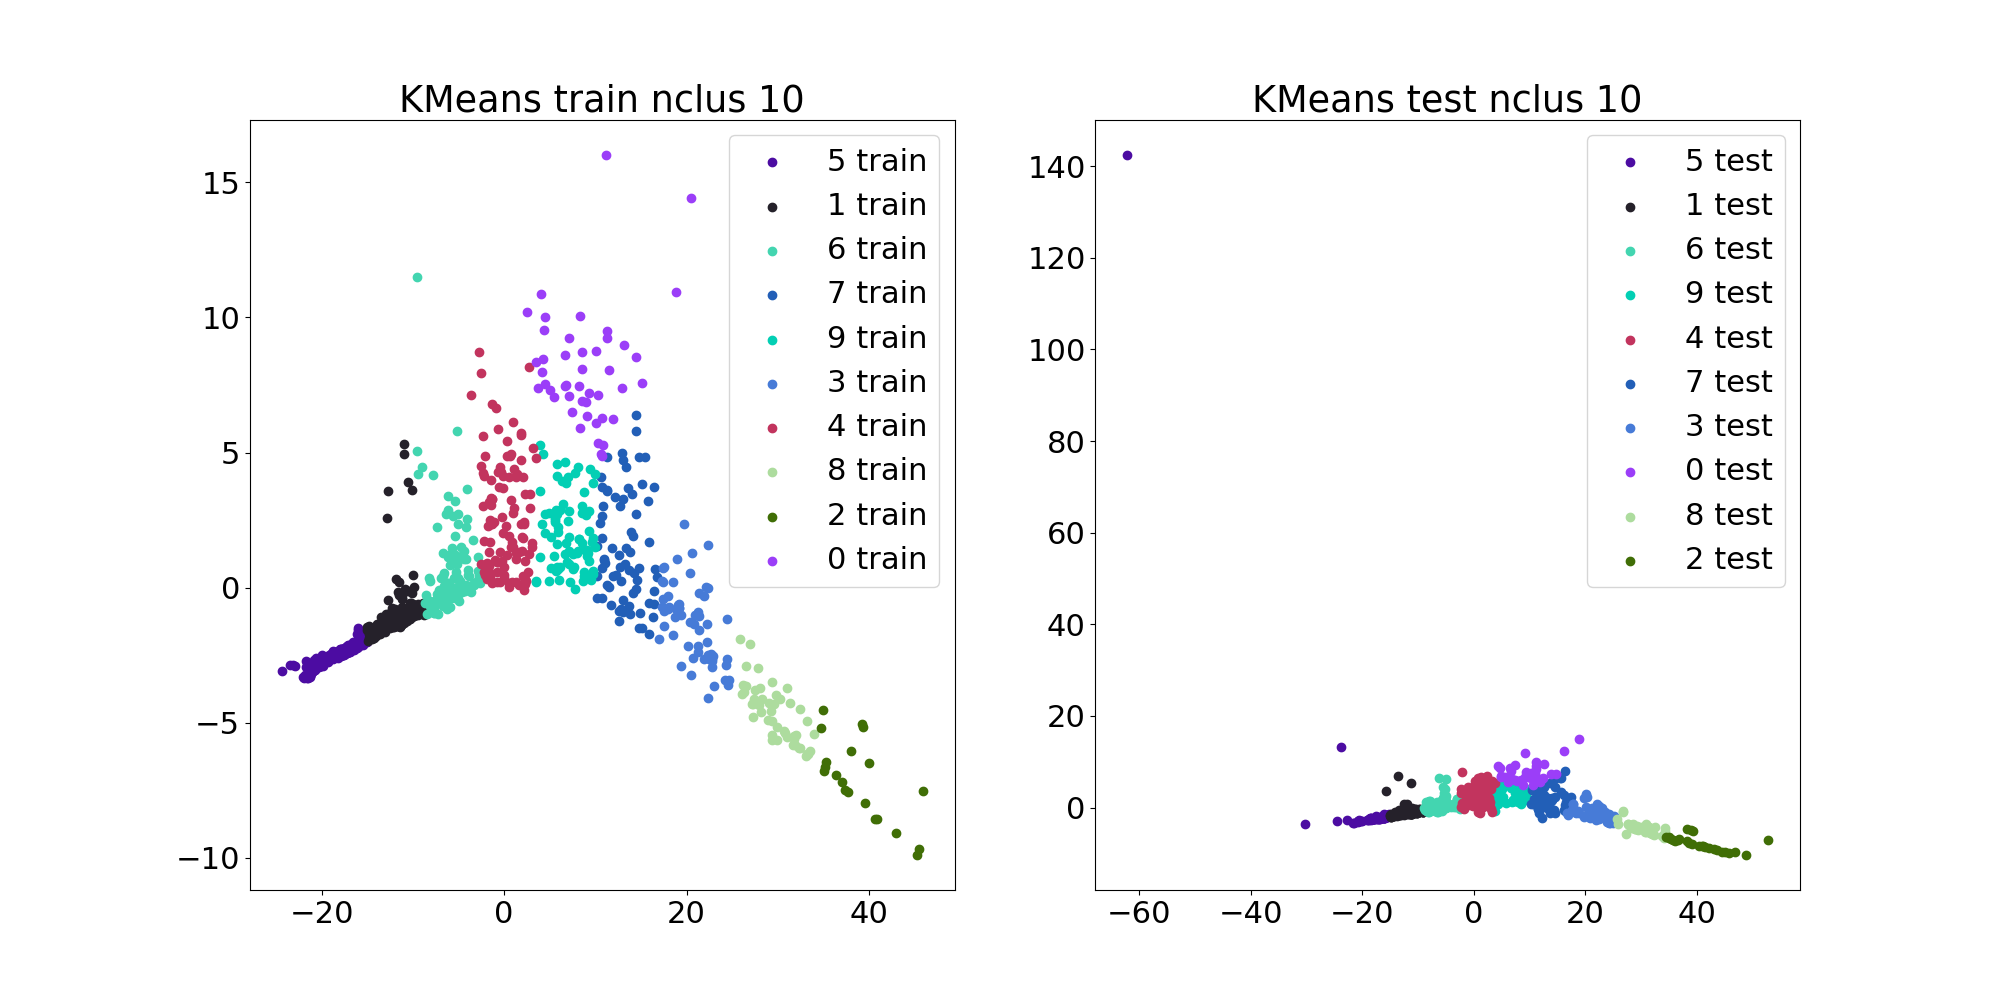 KMeans train nclus 10
15
10
5
0
−5
−10
−20
0
20
40
5 train
1 train
6 train
7 train
9 train
3 train
4 train
8 train
2 train
0 train
KMeans test nclus 10
140
120
100
80
60
40
20
0
−60
−40
−20
0
20
40
5 test
1 test
6 test
9 test
4 test
7 test
3 test
0 test
8 test
2 test